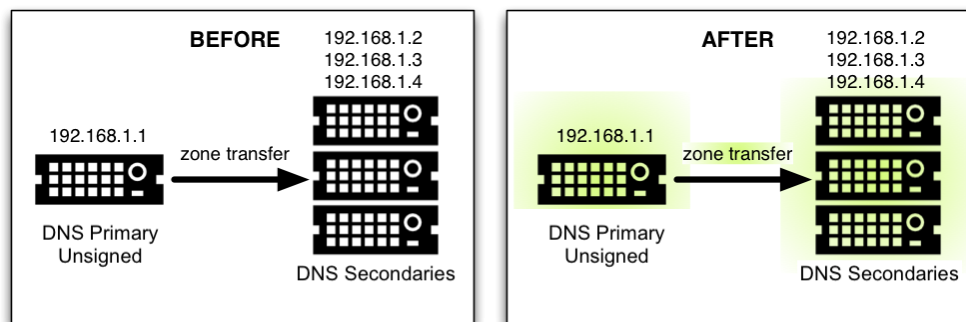 BEFORE
192.168.1.2
192.168.1.3
192.168.1.4
192.168.1.1
zone transfer
DNS Primary
Unsigned
DNS Secondaries
AFTER
192.168.1.2
192.168.1.3
192.168.1.4
192.168.1.1
zone transfer
DNS Primary
Unsigned
DNS Secondaries